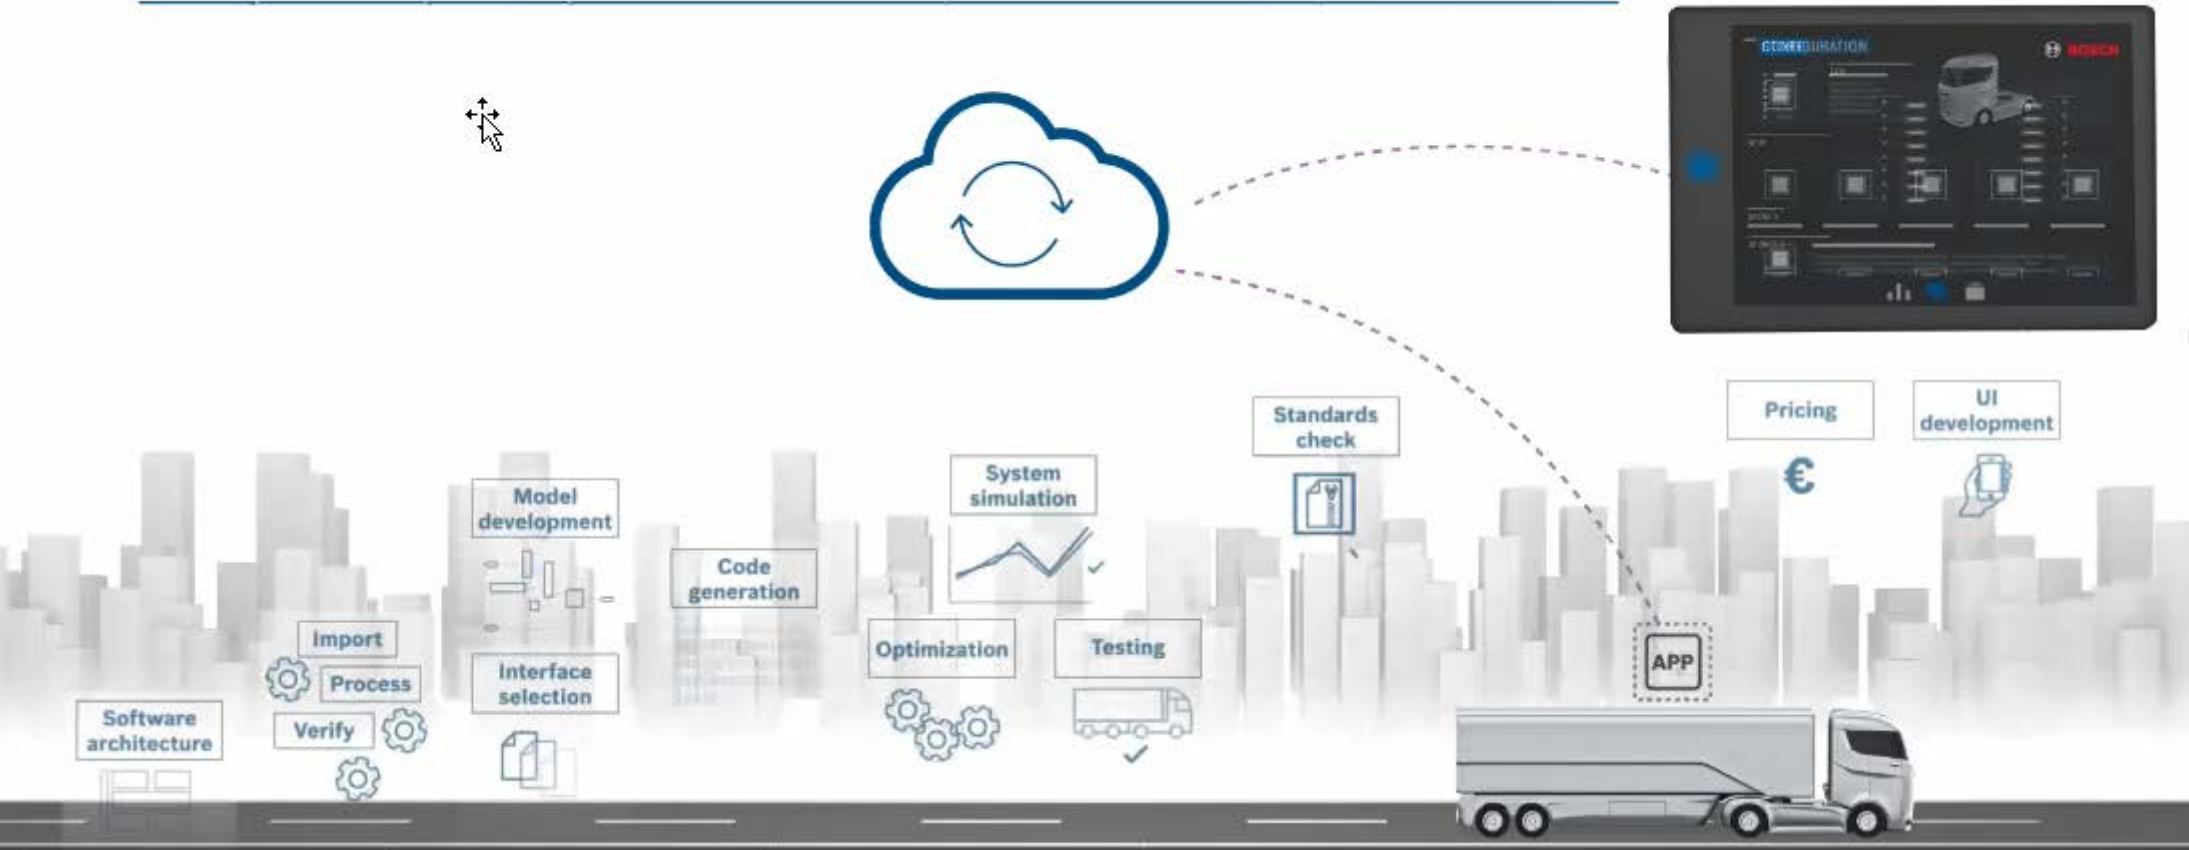 BOSCH
Standards
check
Pricing
UI
development
System
simulation
Model
development
Code
generation
Import
Process
Verify
Interface
selection
Optimization
Testing
APP
Software
architecture